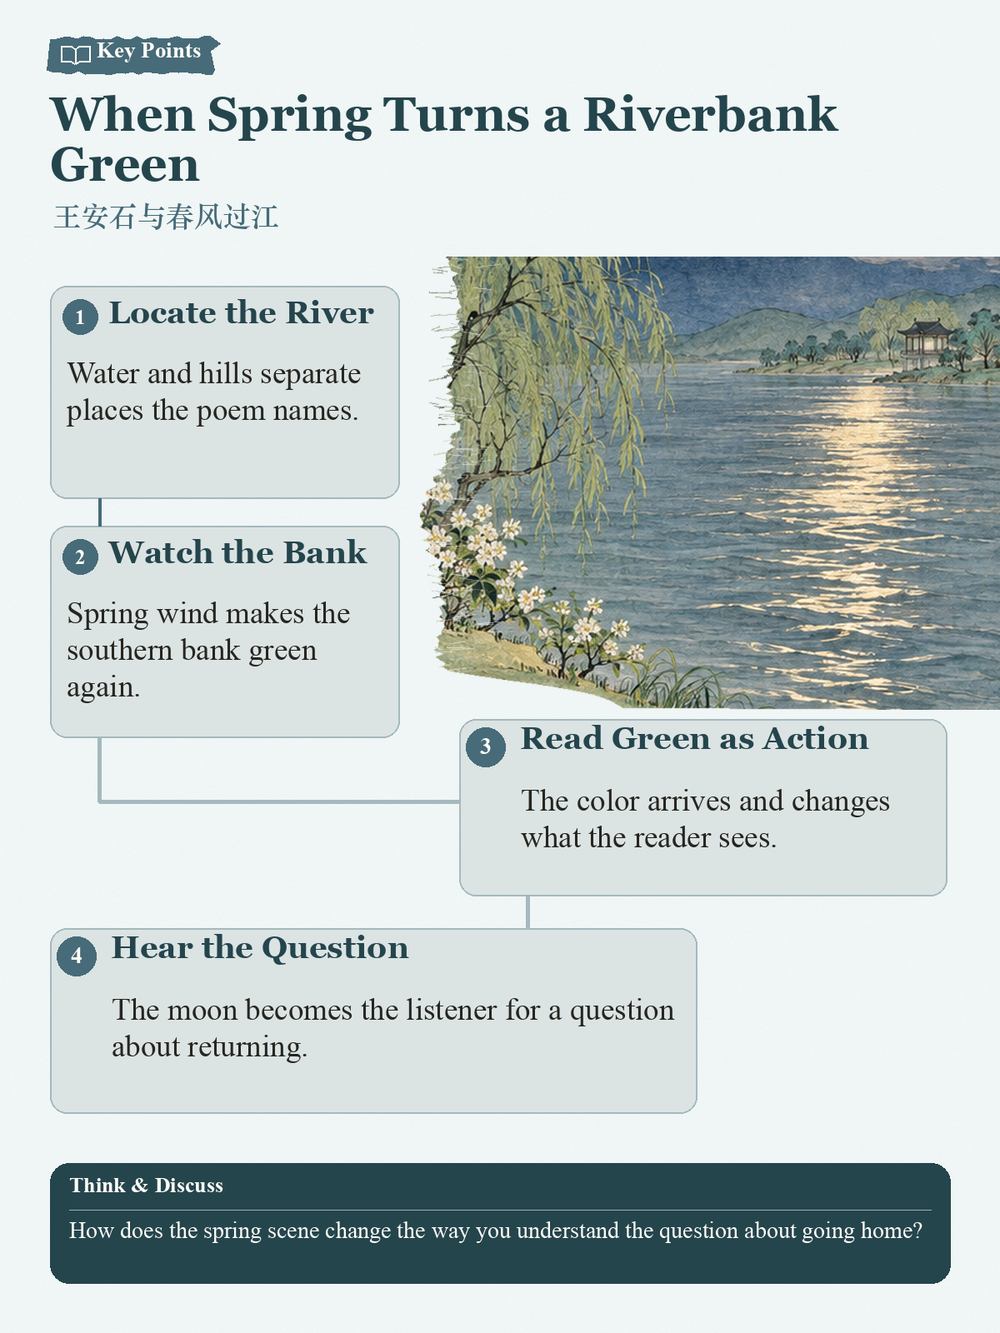 Key Points
When Spring Turns a Riverbank
Green
王安石与春风过江
1 Locate the River
Water and hills separate
places the poem names.
2 Watch the Bank
Spring wind makes the
southern bank green
again.
3 Read Green as Action
The color arrives and changes
what the reader sees.
4 Hear the Question
The moon becomes the listener for a question
about returning.
Think & Discuss
How does the spring scene change the way you understand the question about going home?